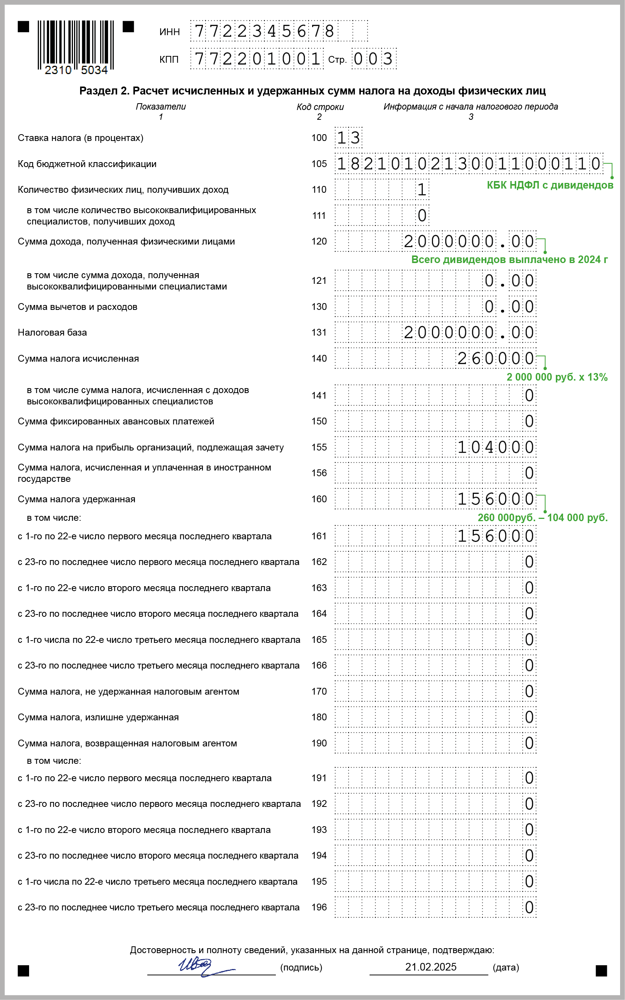 ИНН 7722345678
КПП 772201001 Стр. 003
2310 5034
Раздел 2. Расчет исчисленных и удержанных сумм налога на доходы физических лиц
Показатели Код строки Информация с начала налогового периода
1 2 3
Ставка налога (в процентах) 100 13
Код бюджетной классификации 105 18210102130011000110
КБК НДФЛ с дивидендов
Количество физических лиц, получивших доход 110 1
в том числе количество высококвалифицированных
специалистов, получивших доход 111 0
Сумма дохода, полученная физическими лицами 120 2000000.00
Всего дивидендов выплачено в 2024 г
в том числе сумма дохода, полученная
высококвалифицированными специалистами 121 0.00
Сумма вычетов и расходов 130 0.00
Налоговая база 131 2000000.00
Сумма налога исчисленная 140 260000
2 000 000 руб. х 13%
в том числе сумма налога, исчисленная с доходов
высококвалифицированных специалистов 141 0
Сумма фиксированных авансовых платежей 150 0
Сумма налога на прибыль организаций, подлежащая зачету 155 104000
Сумма налога, исчисленная и уплаченная в иностранном
государстве 156 0
Сумма налога удержанная 160 156000
в том числе:
260 000руб. – 104 000 руб.
с 1-го по 22-е число первого месяца последнего квартала 161 156000
с 23-го по последнее число первого месяца последнего квартала 162 0
с 1-го по 22-е число второго месяца последнего квартала 163 0
с 23-го по последнее число второго месяца последнего квартала 164 0
с 1-го числа по 22-е число третьего месяца последнего квартала 165 0
с 23-го по последнее число третьего месяца последнего квартала 166 0
Сумма налога, не удержанная налоговым агентом 170 0
Сумма налога, излишне удержанная 180 0
Сумма налога, возвращенная налоговым агентом 190 0
в том числе:
с 1-го по 22-е число первого месяца последнего квартала 191 0
с 23-го по последнее число первого месяца последнего квартала 192 0
с 1-го по 22-е число второго месяца последнего квартала 193 0
с 23-го по последнее число второго месяца последнего квартала 194 0
с 1-го числа по 22-е число третьего месяца последнего квартала 195 0
с 23-го по последнее число третьего месяца последнего квартала 196 0
Достоверность и полноту сведений, указанных на данной странице, подтверждаю:
(подпись) 21.02.2025 (дата)